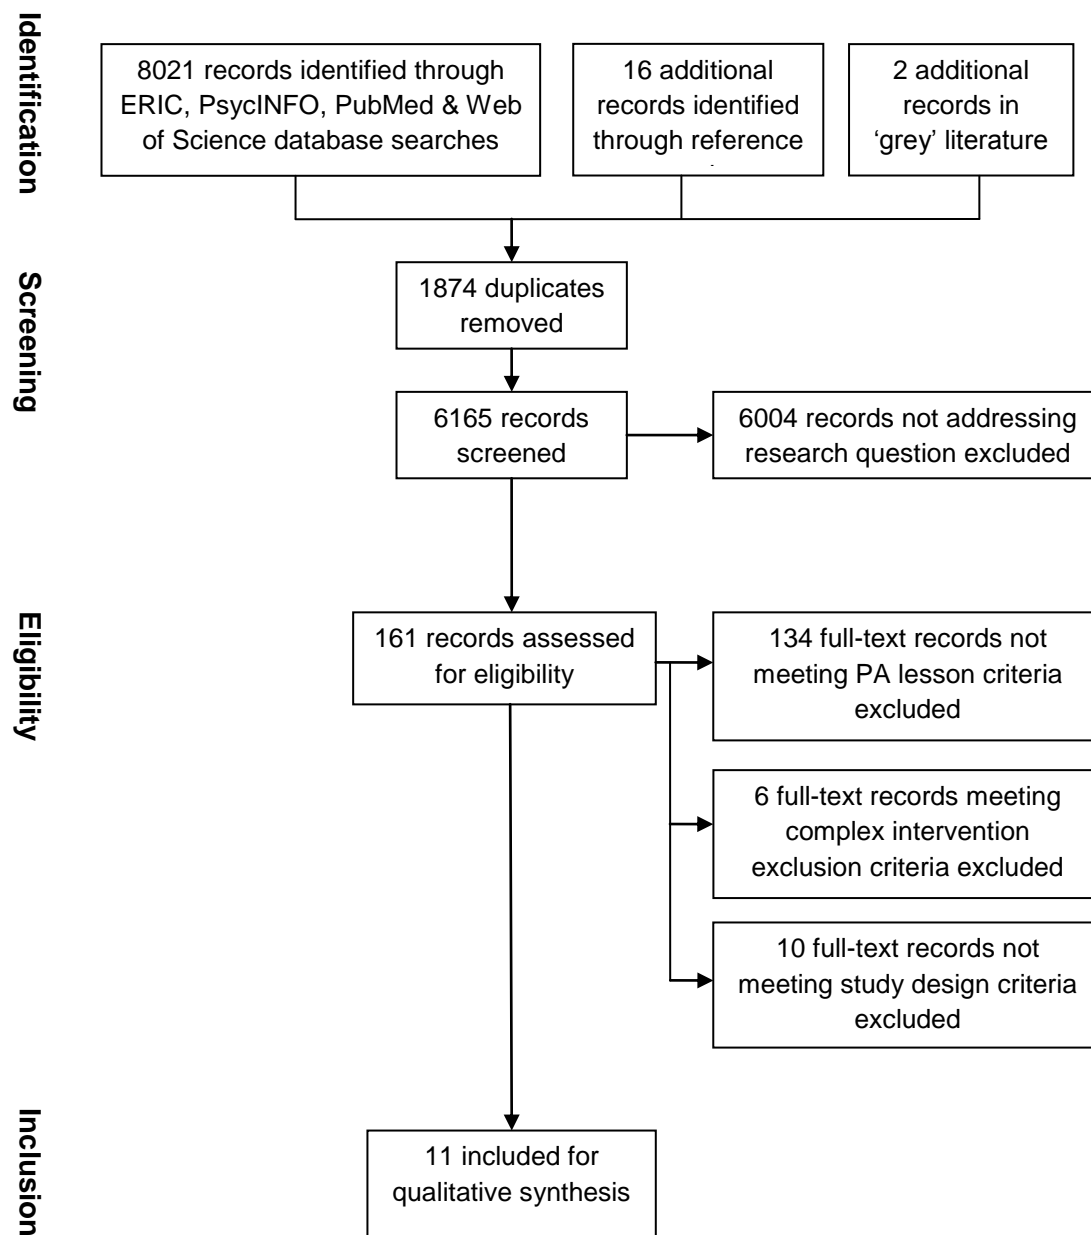 Identification
8021 records identified through
ERIC, PsycINFO, PubMed & Web
of Science database searches
16 additional
records identified
through reference
2 additional
records in
‘grey’ literature
Screening
1874 duplicates
removed
6165 records
screened
6004 records not addressing
research question excluded
Eligibility
161 records assessed
for eligibility
134 full-text records not
meeting PA lesson criteria
excluded
6 full-text records meeting
complex intervention
exclusion criteria excluded
10 full-text records not
meeting study design criteria
excluded
Inclusion
11 included for
qualitative synthesis